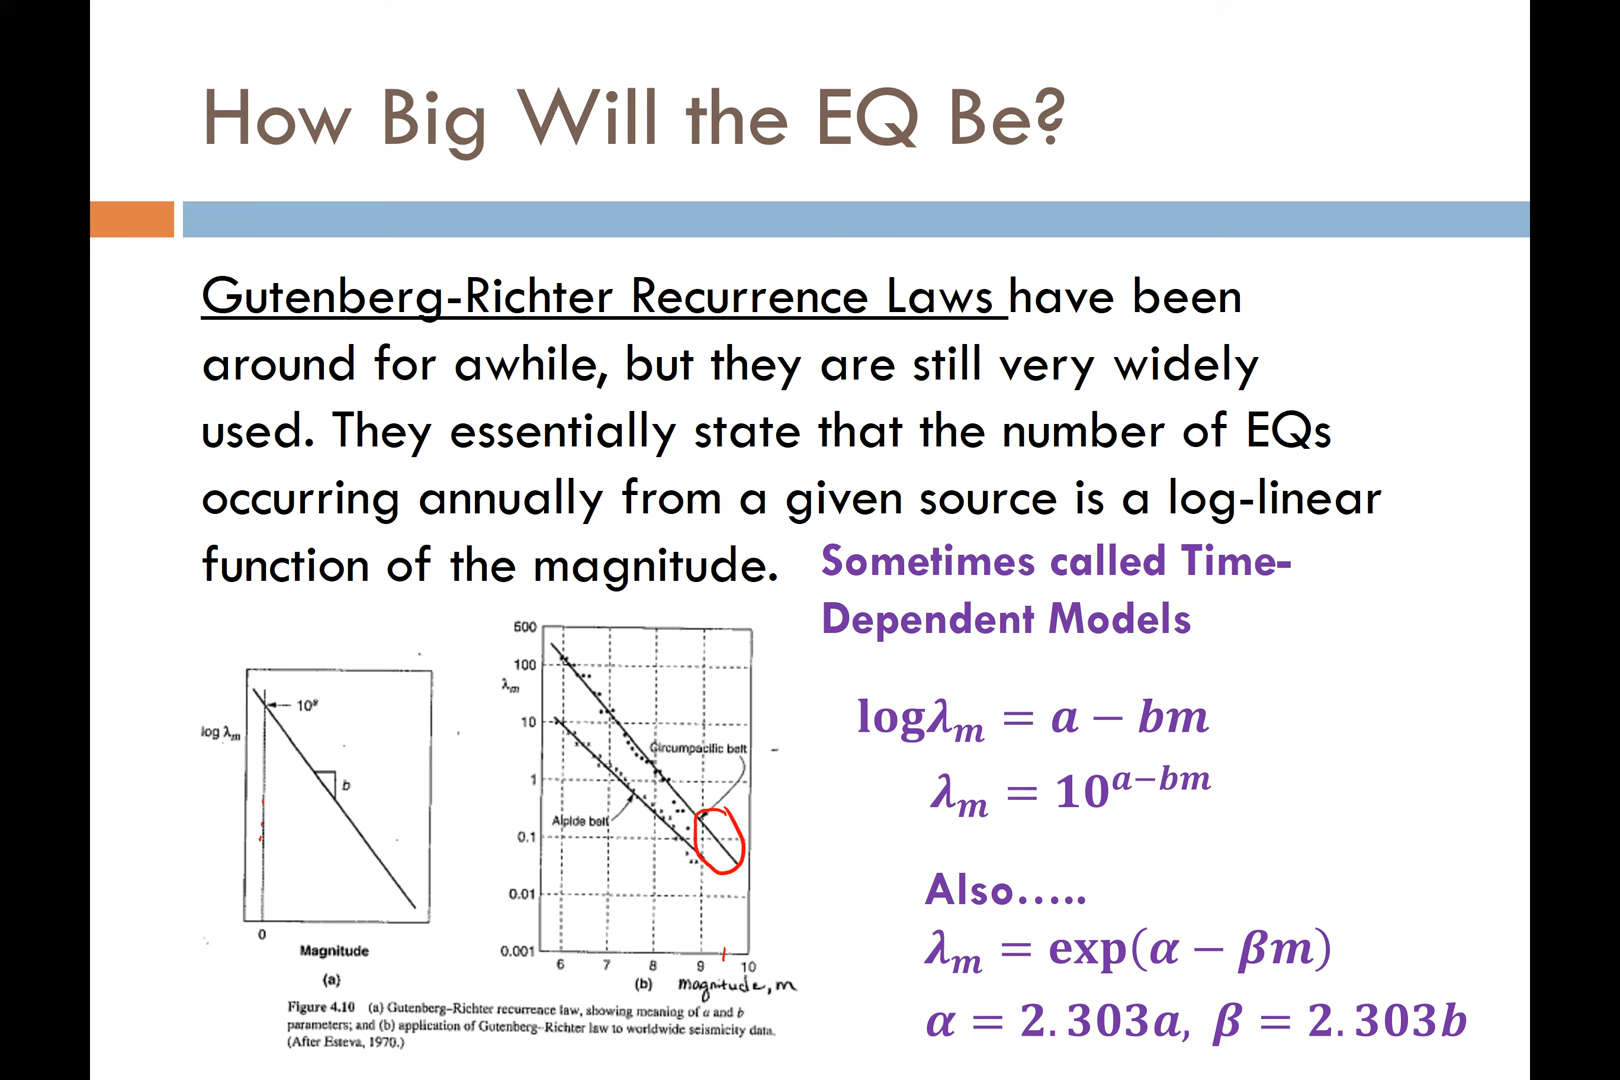 How Big Will the EQ Be?
Gutenberg-Richter Recurrence Laws have been
around for awhile, but they are still very widely
used. They essentially state that the number of EQs
occurring annually from a given source is a log-linear
function of the magnitude.
Sometimes called Time-
Dependent Models
logλₘ = a − bm
λₘ = 10ᵃ⁻ᵇᵐ
Also.....
λₘ = exp(α − βm)
α = 2.303a, β = 2.303b
10ᵃ
log λₘ
b
0
Magnitude
(a)
500
100
λₘ
10
1
0.1
0.01
0.001
Circumpacific belt
Alpide belt
6 7 8 9 10
(b) Magnitude, m
Figure 4.10 (a) Gutenberg–Richter recurrence law, showing meaning of a and b
parameters; and (b) application of Gutenberg–Richter law to worldwide seismicity data.
(After Esteva, 1970.)